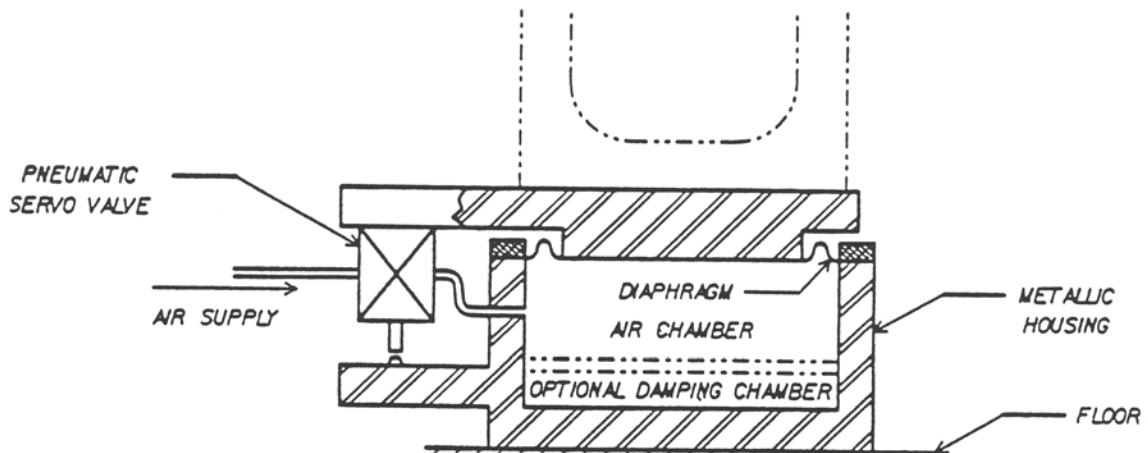 PNEUMATIC
SERVO VALVE
AIR SUPPLY
DIAPHRAGM
AIR CHAMBER
METALLIC
HOUSING
OPTIONAL DAMPING CHAMBER
FLOOR